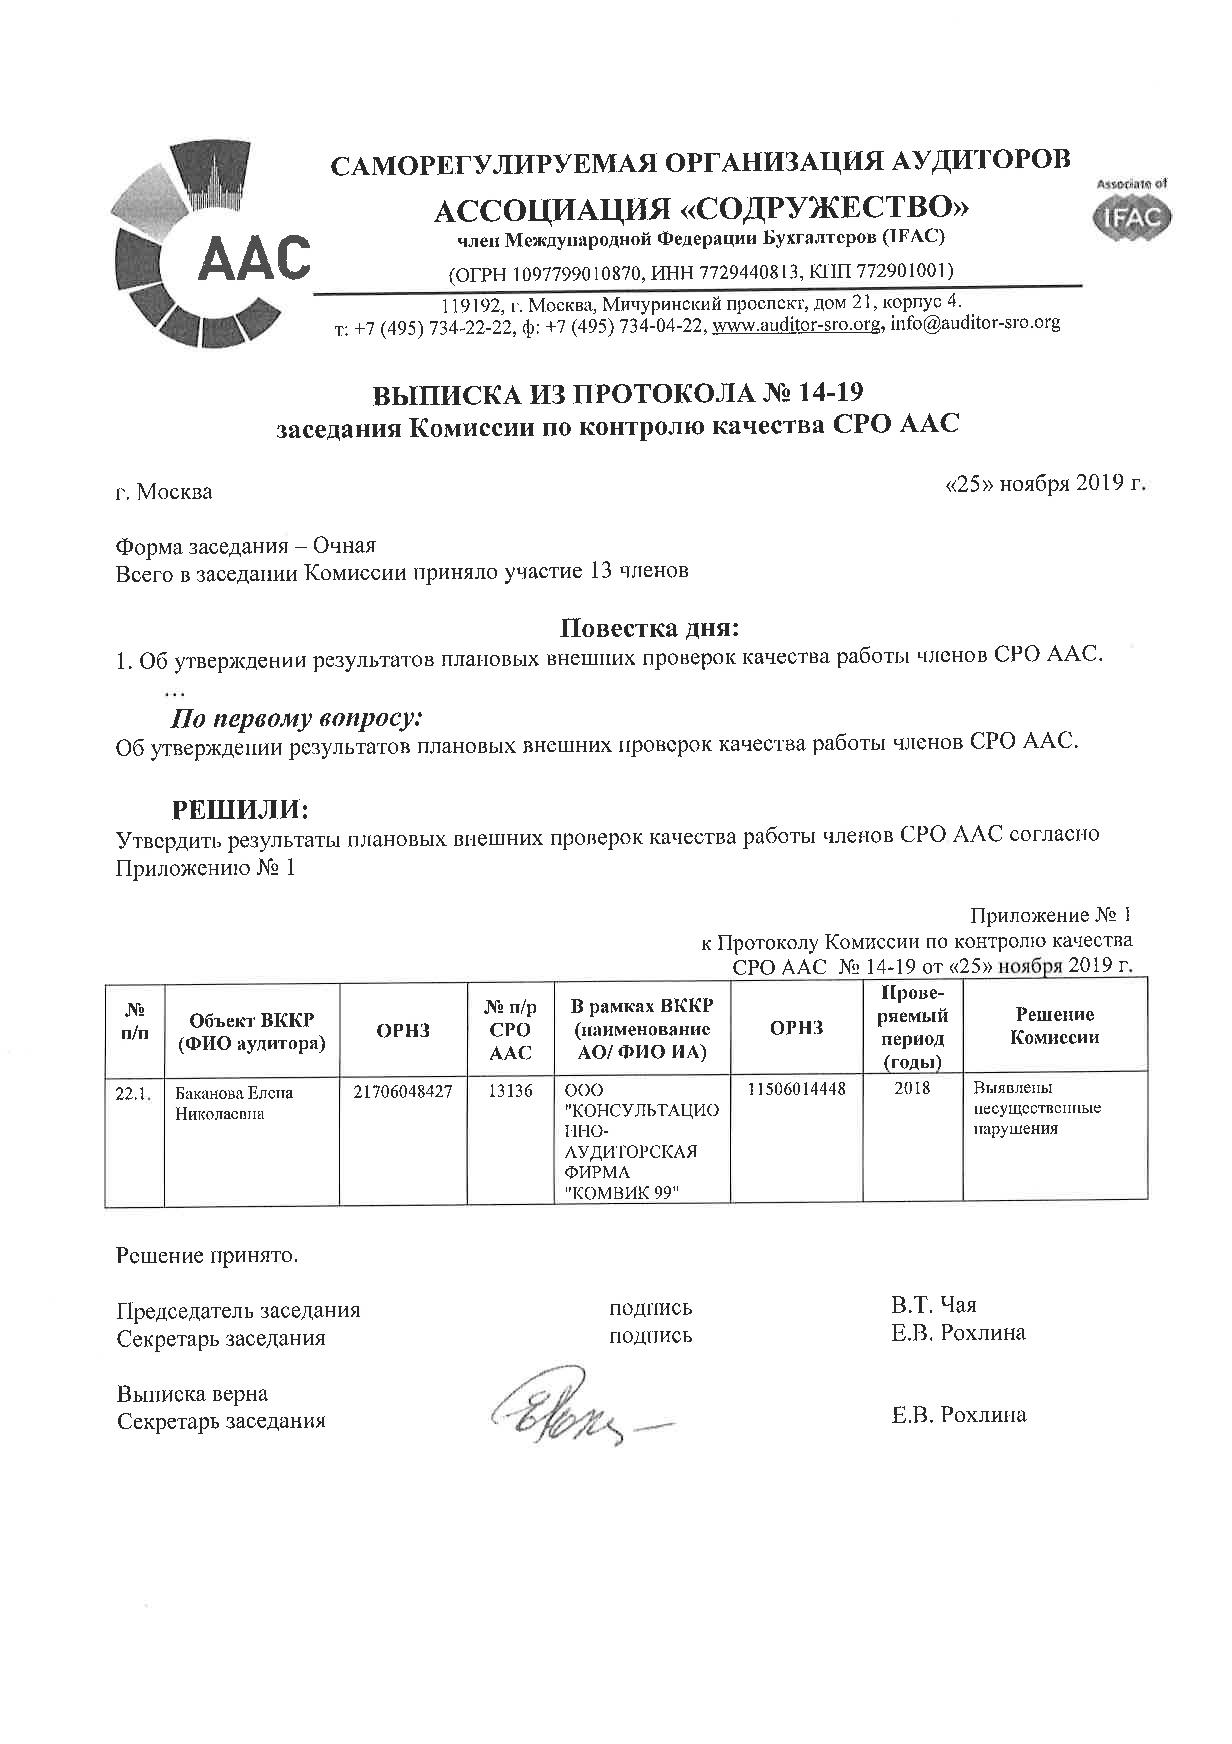 ААС
САМОРЕГУЛИРУЕМАЯ ОРГАНИЗАЦИЯ АУДИТОРОВ
АССОЦИАЦИЯ «СОДРУЖЕСТВО»
член Международной Федерации Бухгалтеров (IFAC)
(ОГРН 1097799010870, ИНН 7729440813, КПП 772901001)
119192, г. Москва, Мичуринский проспект, дом 21, корпус 4.
т: +7 (495) 734-22-22, ф: +7 (495) 734-04-22, www.auditor-sro.org, info@auditor-sro.org
Associate of
IFAC
ВЫПИСКА ИЗ ПРОТОКОЛА № 14-19
заседания Комиссии по контролю качества СРО ААС
г. Москва «25» ноября 2019 г.
Форма заседания – Очная
Всего в заседании Комиссии приняло участие 13 членов
Повестка дня:
1. Об утверждении результатов плановых внешних проверок качества работы членов СРО ААС.
…
По первому вопросу:
Об утверждении результатов плановых внешних проверок качества работы членов СРО ААС.
РЕШИЛИ:
Утвердить результаты плановых внешних проверок качества работы членов СРО ААС согласно
Приложению № 1
Приложение № 1
к Протоколу Комиссии по контролю качества
СРО ААС № 14-19 от «25» ноября 2019 г.
№
п/п
Объект ВККР
(ФИО аудитора)
ОРНЗ
№ п/р
СРО
ААС
В рамках ВККР
(наименование
АО/ ФИО ИА)
ОРНЗ
Прове-
ряемый
период
(годы)
Решение
Комиссии
22.1.
Баканова Елена
Николаевна
21706048427
13136
ООО
"КОНСУЛЬТАЦИО
ННО-
АУДИТОРСКАЯ
ФИРМА
"КОМВИК 99"
11506014448
2018
Выявлены
несущественные
нарушения
Решение принято.
Председатель заседания подпись В.Т. Чая
Секретарь заседания подпись Е.В. Рохлина
Выписка верна
Секретарь заседания Е.В. Рохлина